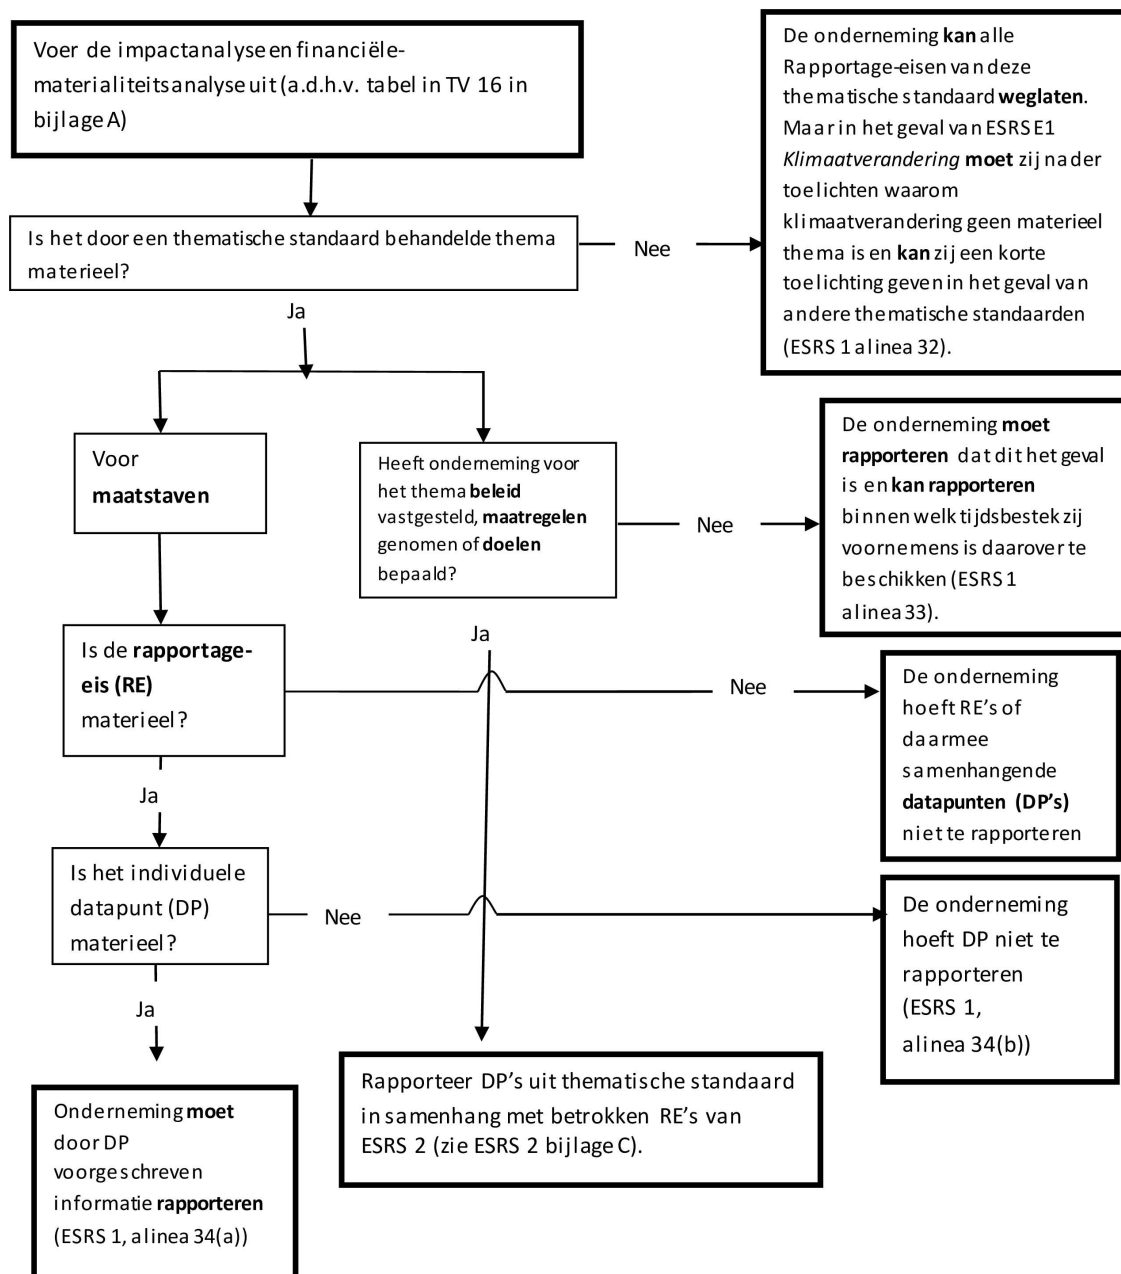 Voer de impactanalyse en financiële-
materialiteitsanalyse uit (a.d.h.v. tabel in TV 16 in
bijlage A)
De onderneming kan alle
Rapportage-eisen van deze
thematische standaard weglaten.
Maar in het geval van ESRS E1
Klimaatverandering moet zij nader
toelichten waarom
klimaatverandering geen materieel
thema is en kan zij een korte
toelichting geven in het geval van
andere thematische standaarden
(ESRS 1 alinea 32).
Is het door een thematische standaard behandelde thema
materieel?
Nee
Ja
Voor
maatstaven
Heeft onderneming voor
het thema beleid
vastgesteld, maatregelen
genomen of doelen
bepaald?
Nee
De onderneming moet
rapporteren dat dit het geval
is en kan rapporteren
binnen welk tijdsbestek zij
voornemens is daarover te
beschikken (ESRS 1
alinea 33).
Ja
Is de rapportage-
eis (RE)
materieel?
Nee
De onderneming
hoeft RE's of
daarmee
samenhangende
datapunten (DP's)
niet te rapporteren
Ja
Is het individuele
datapunt (DP)
materieel?
Nee
De onderneming
hoeft DP niet te
rapporteren
(ESRS 1,
alinea 34(b))
Ja
Rapporteer DP's uit thematische standaard
in samenhang met betrokken RE's van
ESRS 2 (zie ESRS 2 bijlage C).
Onderneming moet
door DP
voorgeschreven
informatie rapporteren
(ESRS 1, alinea 34(a))